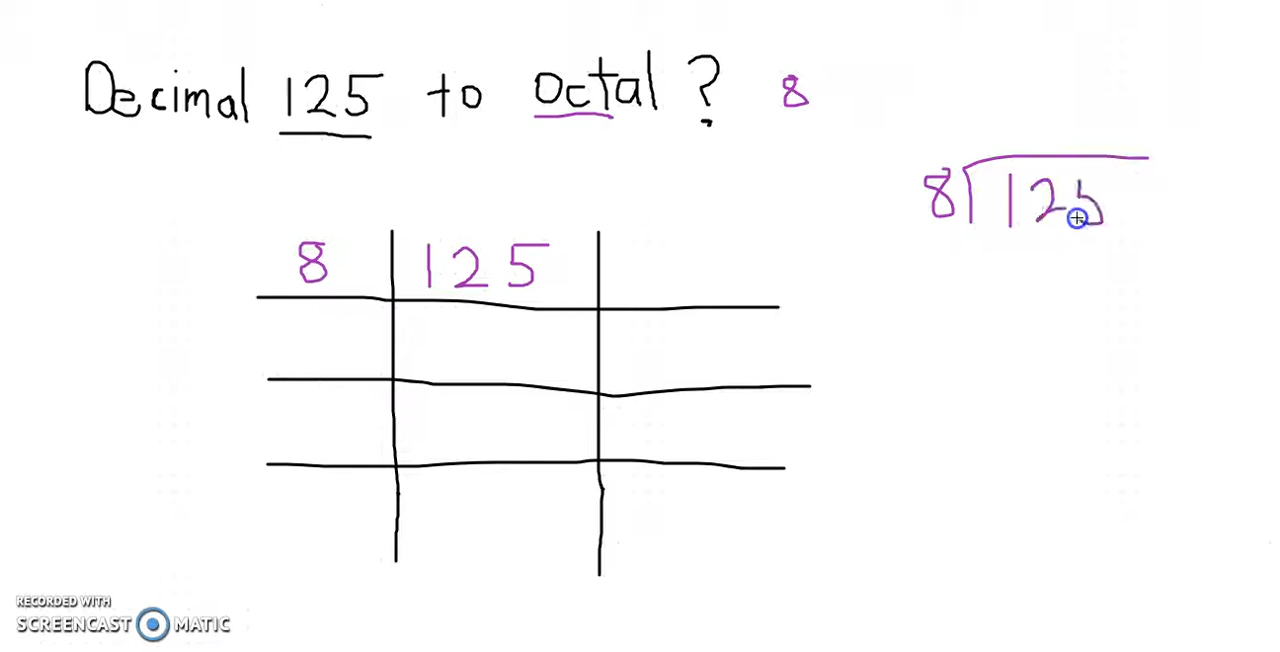 Decimal 125 to Octal ? 8
8 125
8 125
RECORDED WITH
SCREENCAST MATIC